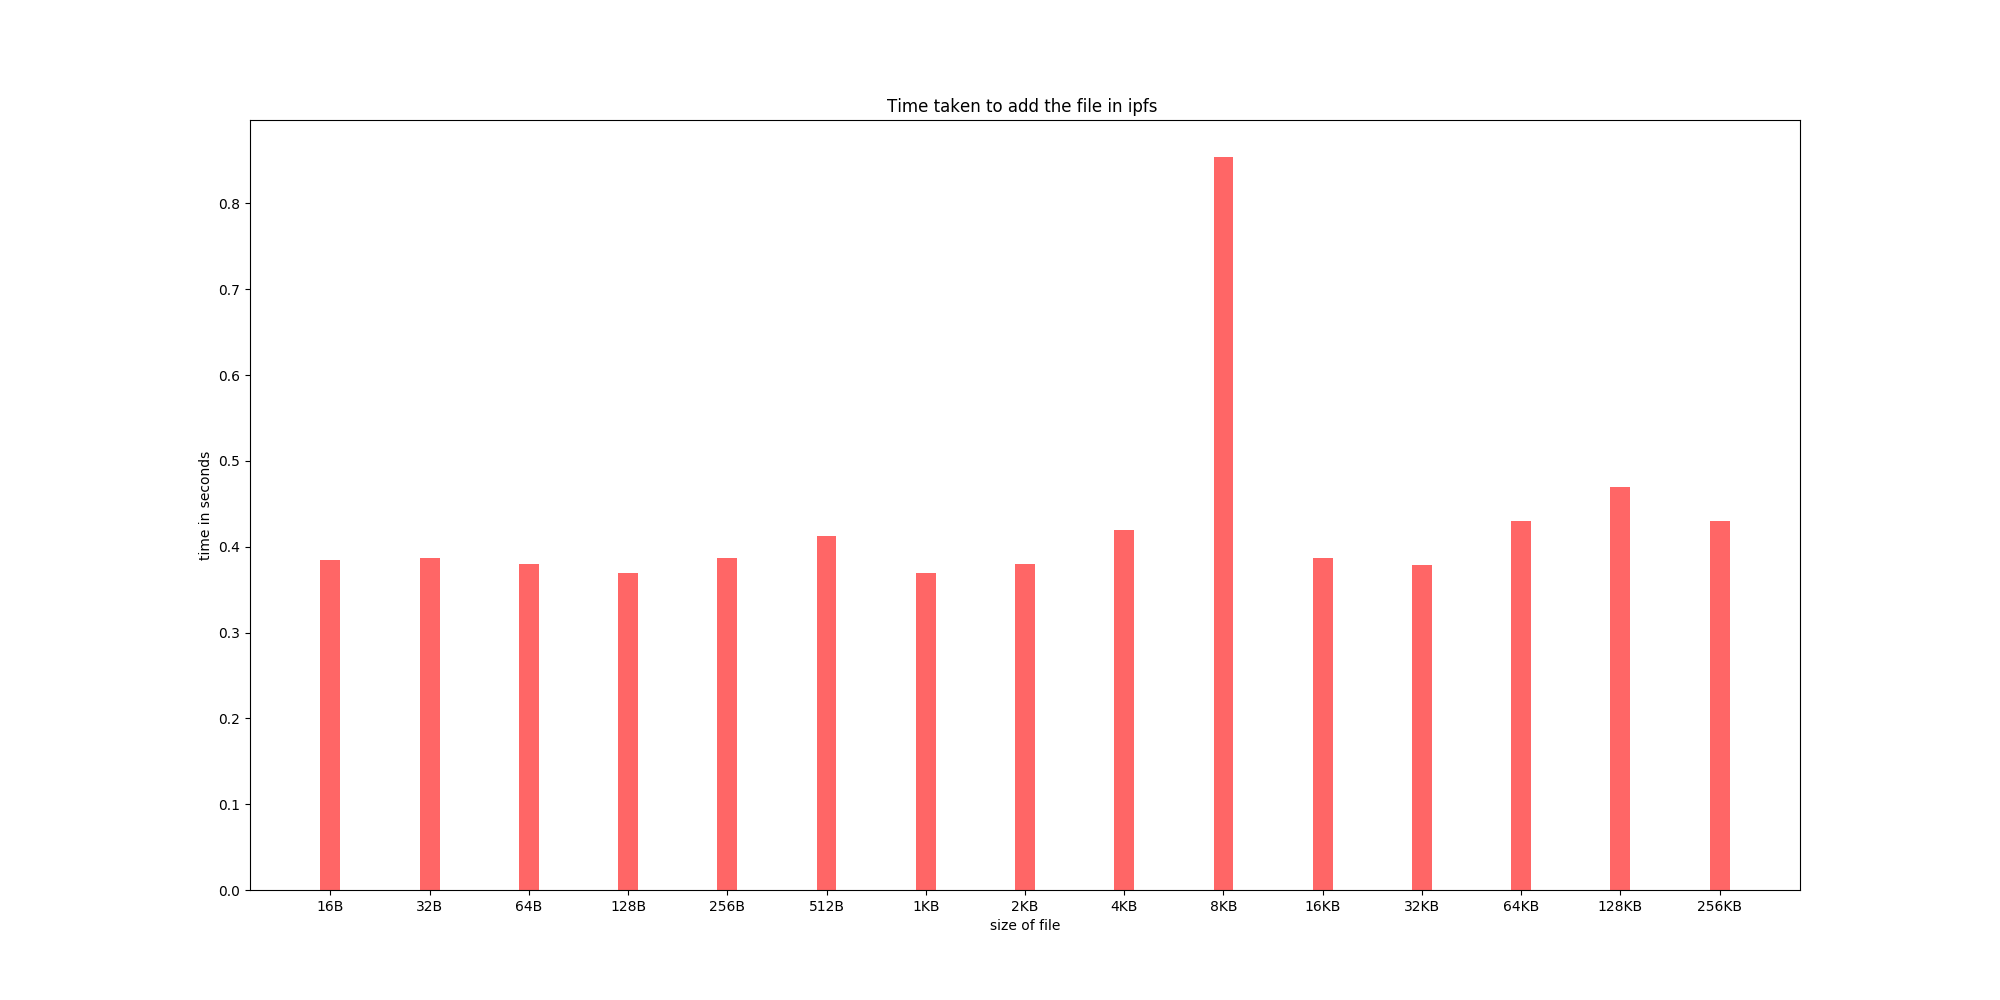 Time taken to add the file in ipfs
time in seconds
0.8
0.7
0.6
0.5
0.4
0.3
0.2
0.1
0.0
16B 32B 64B 128B 256B 512B 1KB 2KB 4KB 8KB 16KB 32KB 64KB 128KB 256KB
size of file